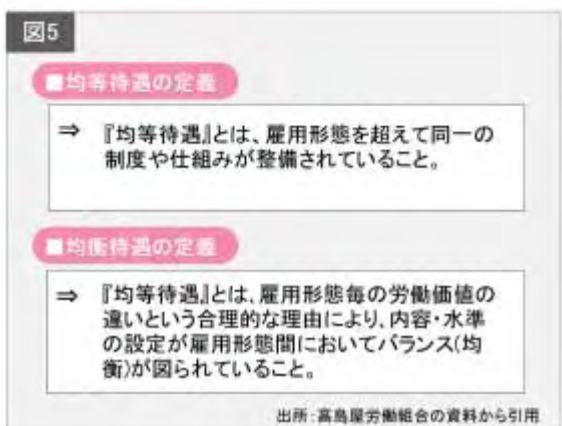 図5
■均等待遇の定義
⇒ 『均等待遇』とは、雇用形態を超えて同一の
制度や仕組みが整備されていること。
■均衡待遇の定義
⇒ 『均等待遇』とは、雇用形態毎の労働価値の
違いという合理的な理由により、内容・水準
の設定が雇用形態間においてバランス(均
衡)が図られていること。
出所:高島屋労働組合の資料から引用